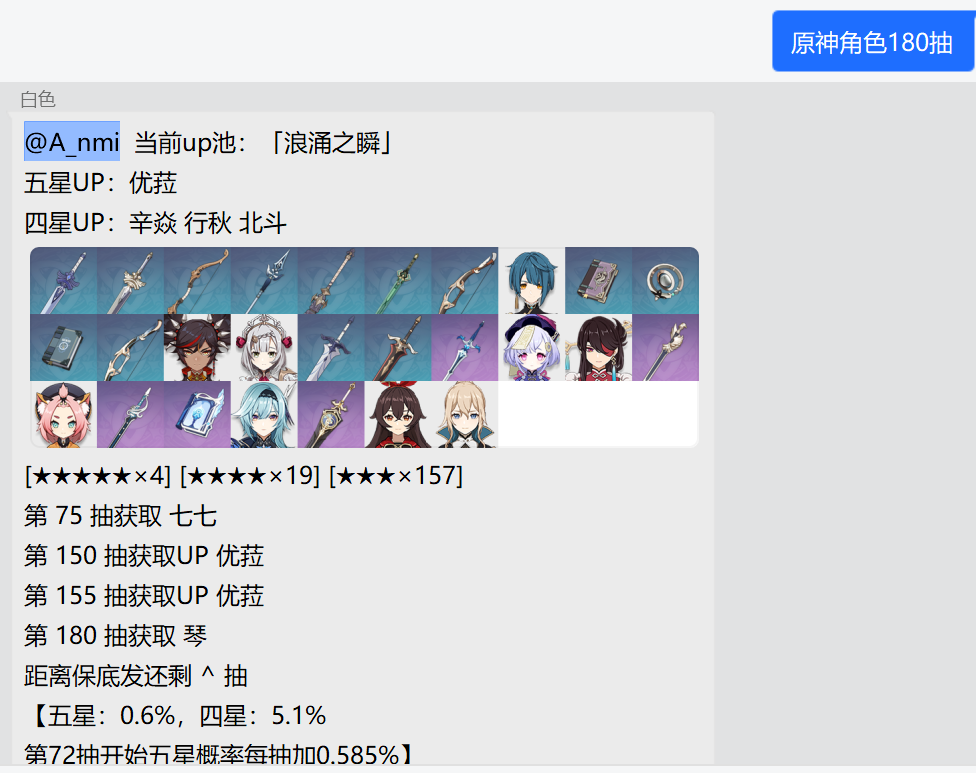 原神角色180抽
白色
@A_nmi 当前up池：「浪涌之瞬」
五星UP：优菈
四星UP：辛焱 行秋 北斗
[★★★★★×4] [★★★★×19] [★★★×157]
第 75 抽获取 七七
第 150 抽获取UP 优菈
第 155 抽获取UP 优菈
第 180 抽获取 琴
距离保底发还剩 ^ 抽
【五星：0.6%，四星：5.1%
第72抽开始五星概率每抽加0.585%】